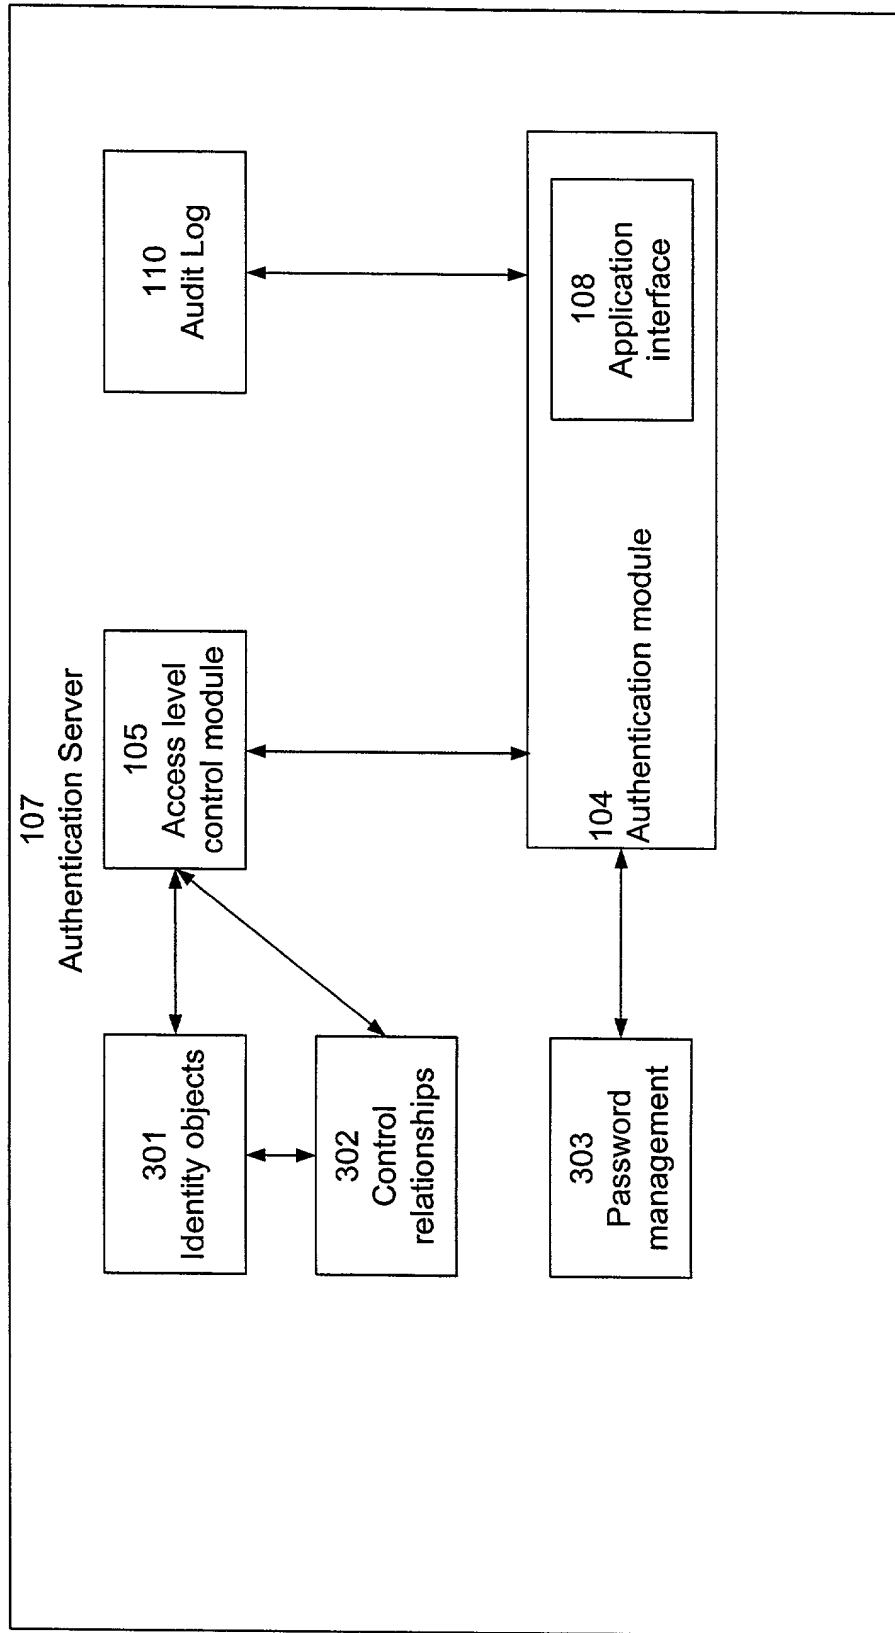 107
Authentication Server
301
Identity objects
105
Access level
control module
110
Audit Log
302
Control
relationships
303
Password
management
104
Authentication module
108
Application
interface